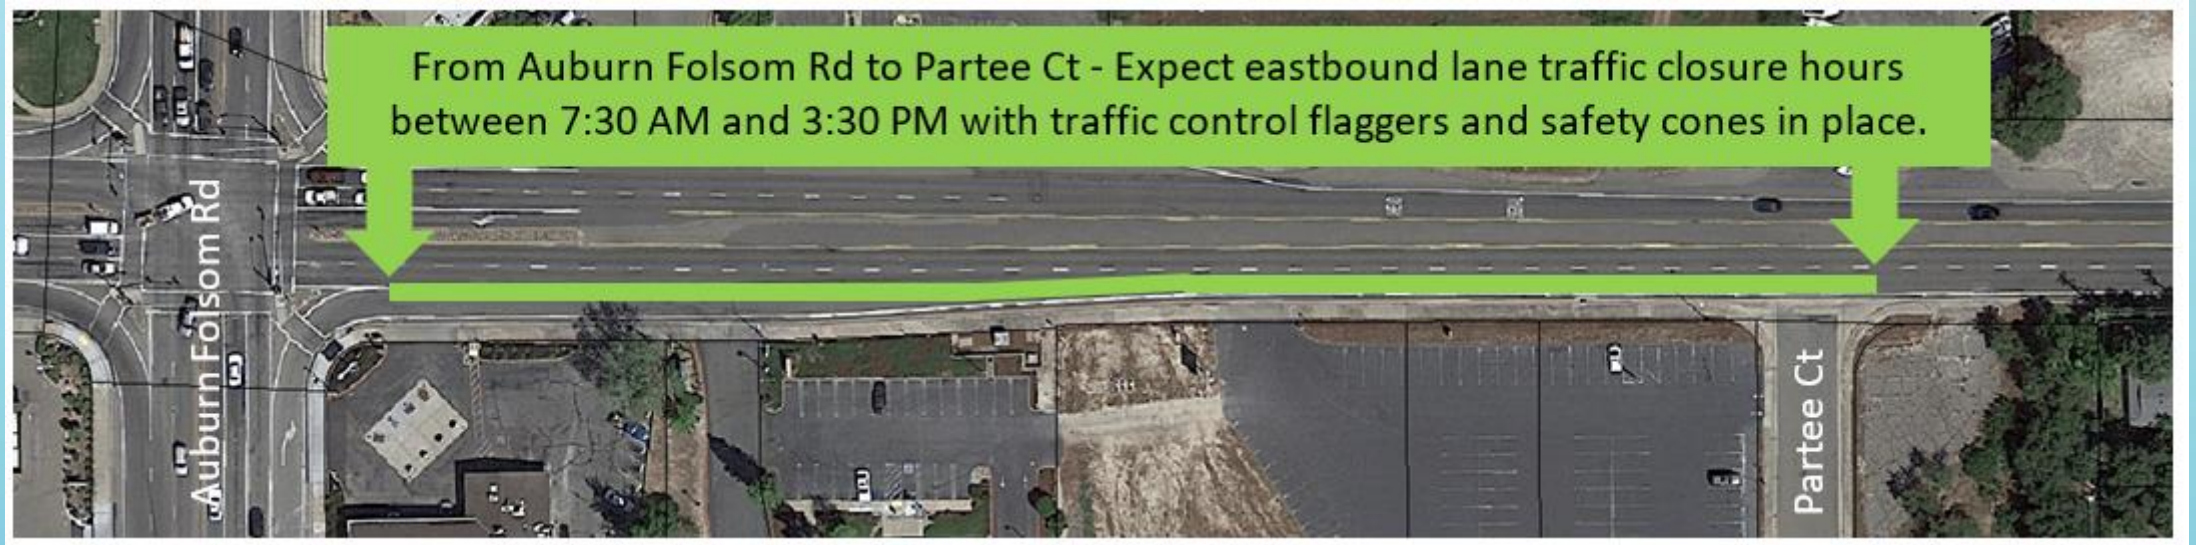 From Auburn Folsom Rd to Partee Ct - Expect eastbound lane traffic closure hours
between 7:30 AM and 3:30 PM with traffic control flaggers and safety cones in place.
Auburn Folsom Rd
Partee Ct